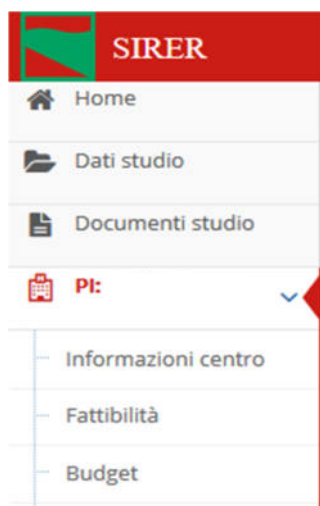 SIRER
Home
Dati studio
Documenti studio
PI:
Informazioni centro
Fattibilità
Budget